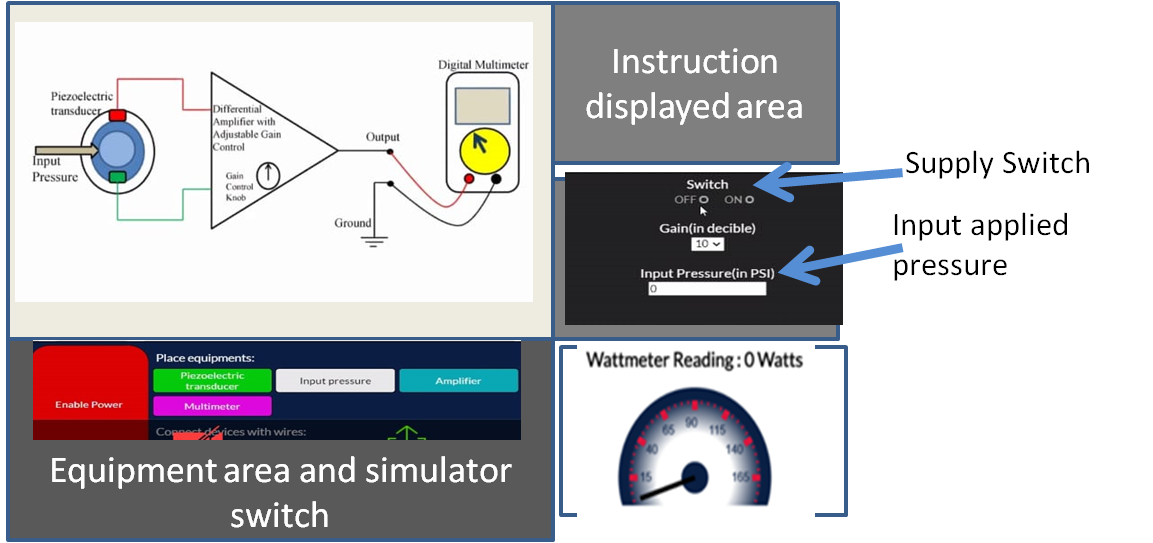 Digital Multimeter
Piezoelectric
transducer
Differential
Amplifier with
Adjustable Gain
Control
Output
Input
Pressure
Gain
Control
Knob
Ground
Instruction
displayed area
Switch
OFF ON
Gain(in decible)
10
Input Pressure(in PSI)
0
Supply Switch
Input applied
pressure
Place equipments:
Piezoelectric
transducer
Input pressure
Amplifier
Enable Power
Multimeter
Connect devices with wires:
Equipment area and simulator
switch
Wattmeter Reading : 0 Watts
15
40
65
90
115
140
165